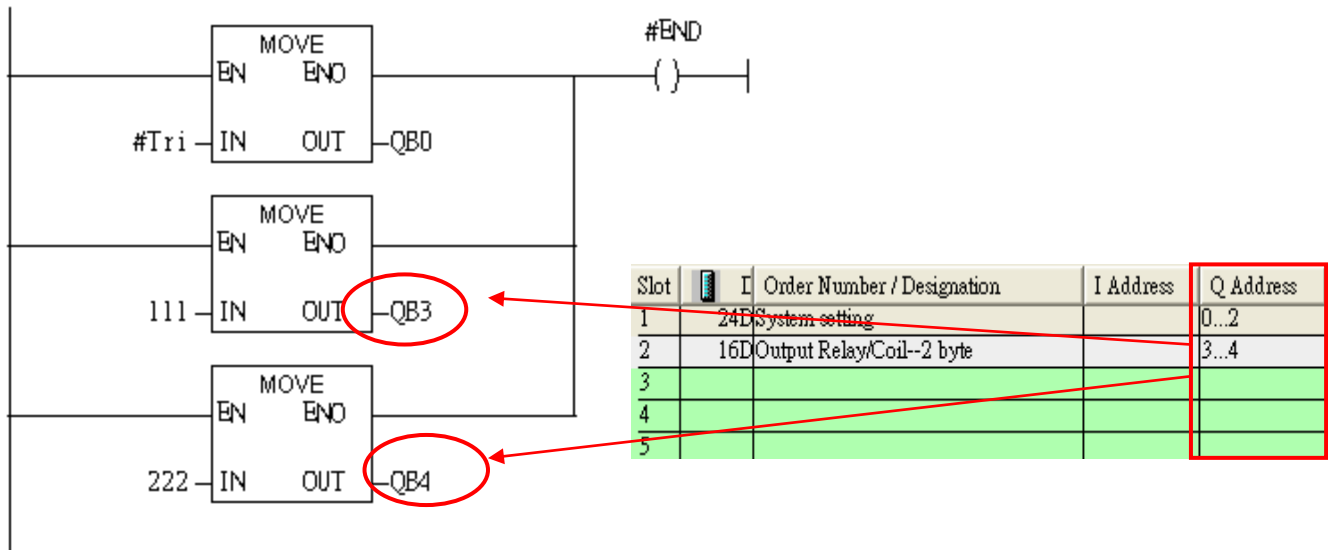 #END
MOVE
EN ENO
#Tri IN OUT QB0
MOVE
EN ENO
111 IN OUT QB3
MOVE
EN ENO
222 IN OUT QB4
Slot I Order Number / Designation I Address Q Address
1 24D System setting 0...2
2 16D Output Relay/Coil--2 byte 3...4
3
4
5